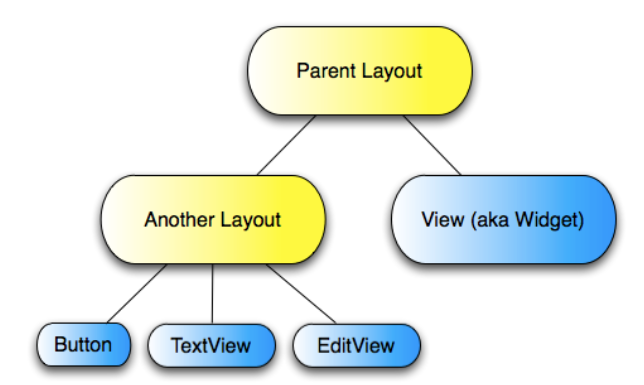 Parent Layout
Another Layout
View (aka Widget)
Button
TextView
EditView